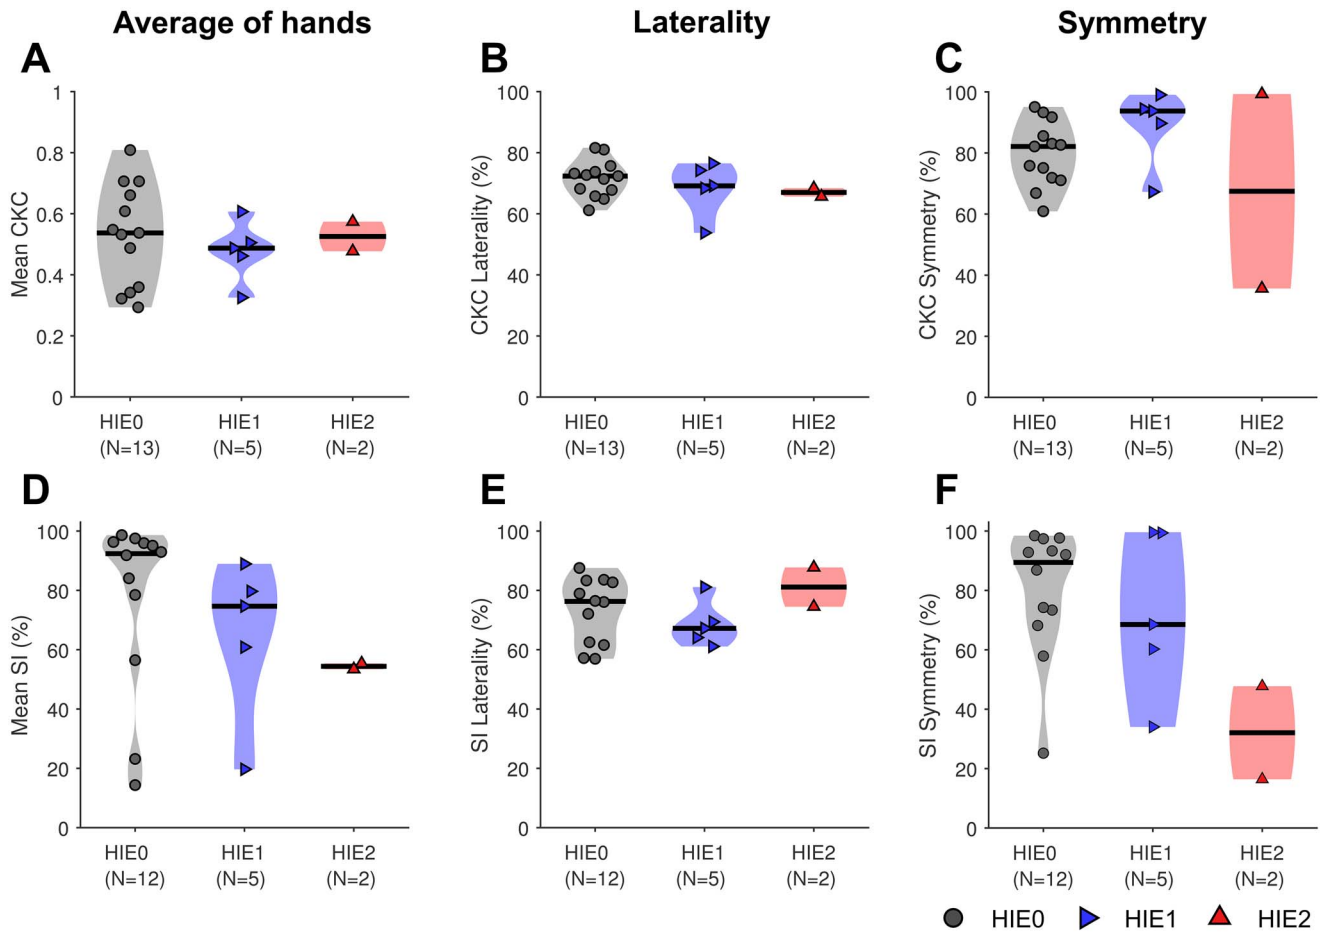 Average of hands
Laterality
Symmetry
A
B
C
1
0.8
0.6
0.4
0.2
0
Mean CKC
HIE0
(N=13)
HIE1
(N=5)
HIE2
(N=2)
100
80
60
40
20
0
CKC Laterality (%)
HIE0
(N=13)
HIE1
(N=5)
HIE2
(N=2)
100
80
60
40
20
0
CKC Symmetry (%)
HIE0
(N=13)
HIE1
(N=5)
HIE2
(N=2)
D
E
F
100
80
60
40
20
0
Mean SI (%)
HIE0
(N=12)
HIE1
(N=5)
HIE2
(N=2)
100
80
60
40
20
0
SI Laterality (%)
HIE0
(N=12)
HIE1
(N=5)
HIE2
(N=2)
100
80
60
40
20
0
SI Symmetry (%)
HIE0
(N=12)
HIE1
(N=5)
HIE2
(N=2)
HIE0 HIE1 HIE2